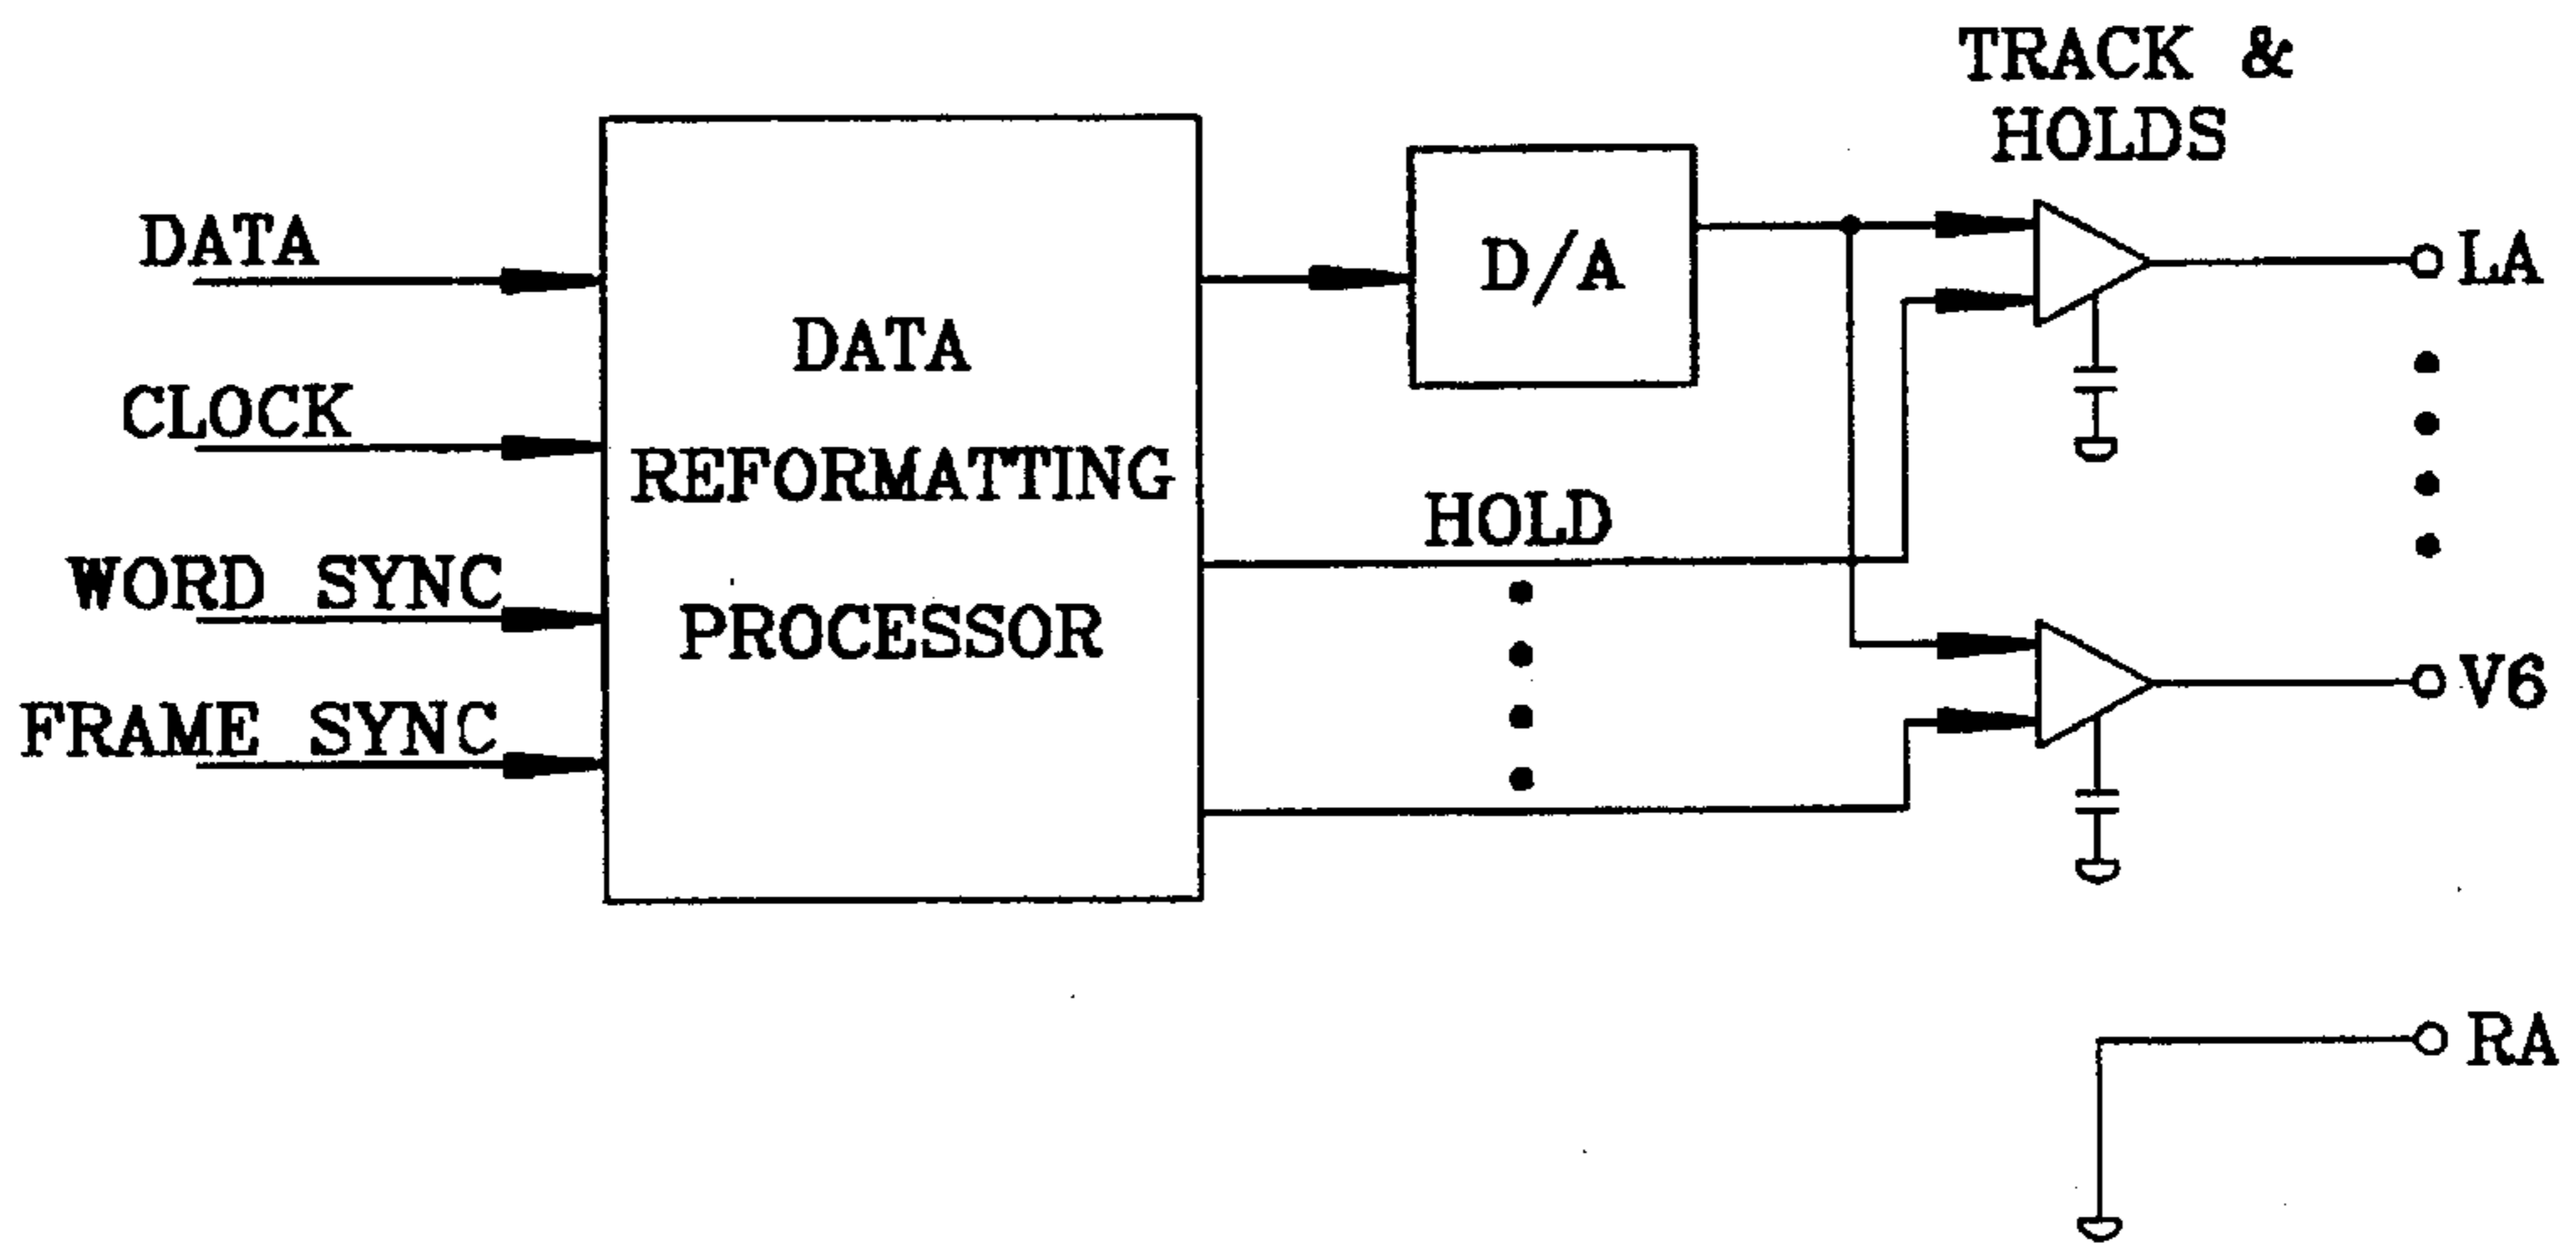 TRACK &
HOLDS
DATA
CLOCK
WORD SYNC
FRAME SYNC
DATA
REFORMATTING
PROCESSOR
D/A
HOLD
LA
V6
RA